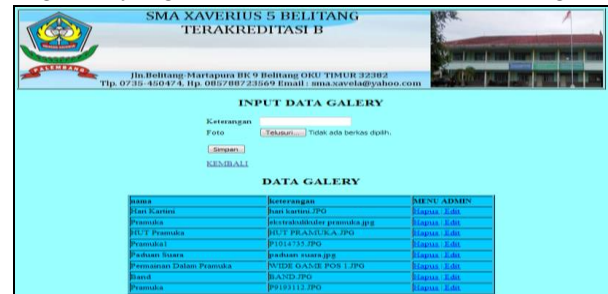 SMA XAVERIUS 5 BELITANG
TERAKREDITASI B
PALEMBANG
Jln.Belitang-Martapura BK 9 Belitang OKU TIMUR 32382
Tlp. 0735-450474, Hp. 085788723569 Email : sma.xavela@yahoo.com
INPUT DATA GALERY
Keterangan
Foto Telusuri... Tidak ada berkas dipilih.
Simpan
KEMBALI
DATA GALERY
nama keterangan MENU ADMIN
Hari Kartini hari kartini.JPG Hapus | Edit
Pramuka ekstrakulikuler pramuka.jpg Hapus | Edit
HUT Pramuka HUT PRAMUKA.JPG Hapus | Edit
Pramuka1 P1014735.JPG Hapus | Edit
Paduan Suara paduan suara.jpg Hapus | Edit
Permainan Dalam Pramuka WIDE GAME POS 1.JPG Hapus | Edit
Band BAND.JPG Hapus | Edit
Pramuka P9193112.JPG Hapus | Edit